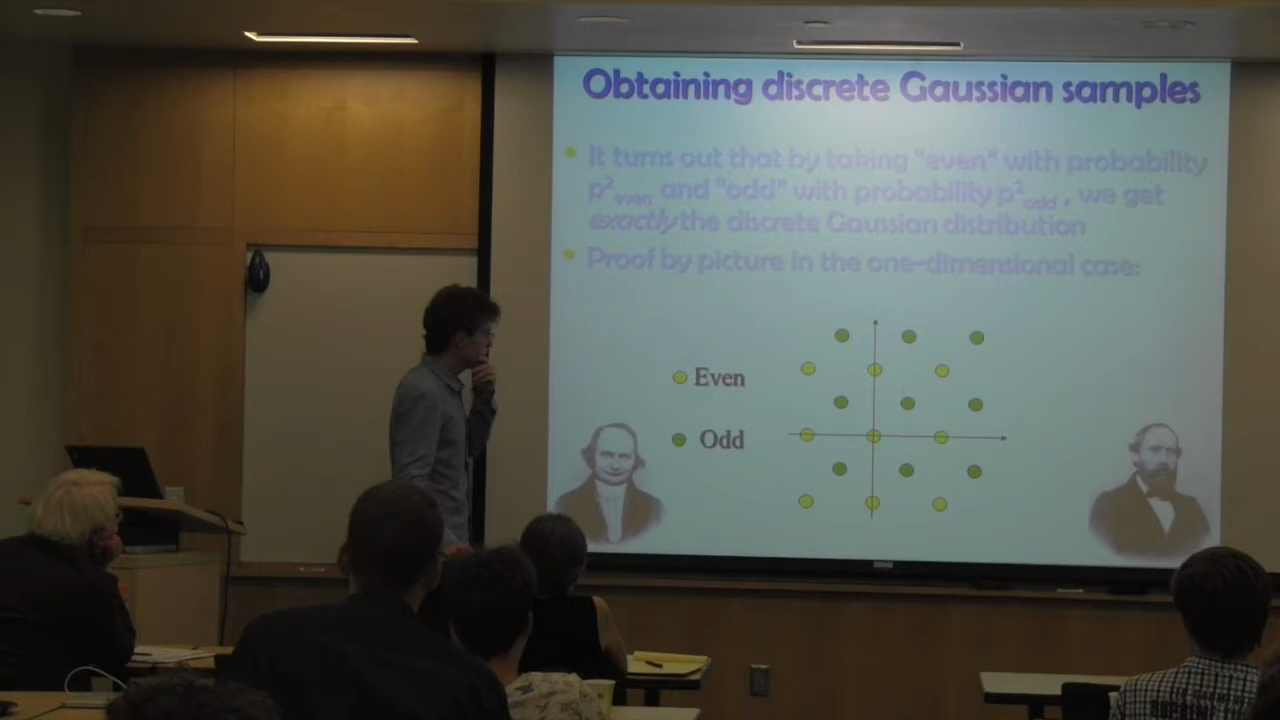 Obtaining discrete Gaussian samples
It turns out that by taking "even" with probability
p²even and "odd" with probability p²odd , we get
exactly the discrete Gaussian distribution
Proof by picture in the one-dimensional case:
Even
Odd